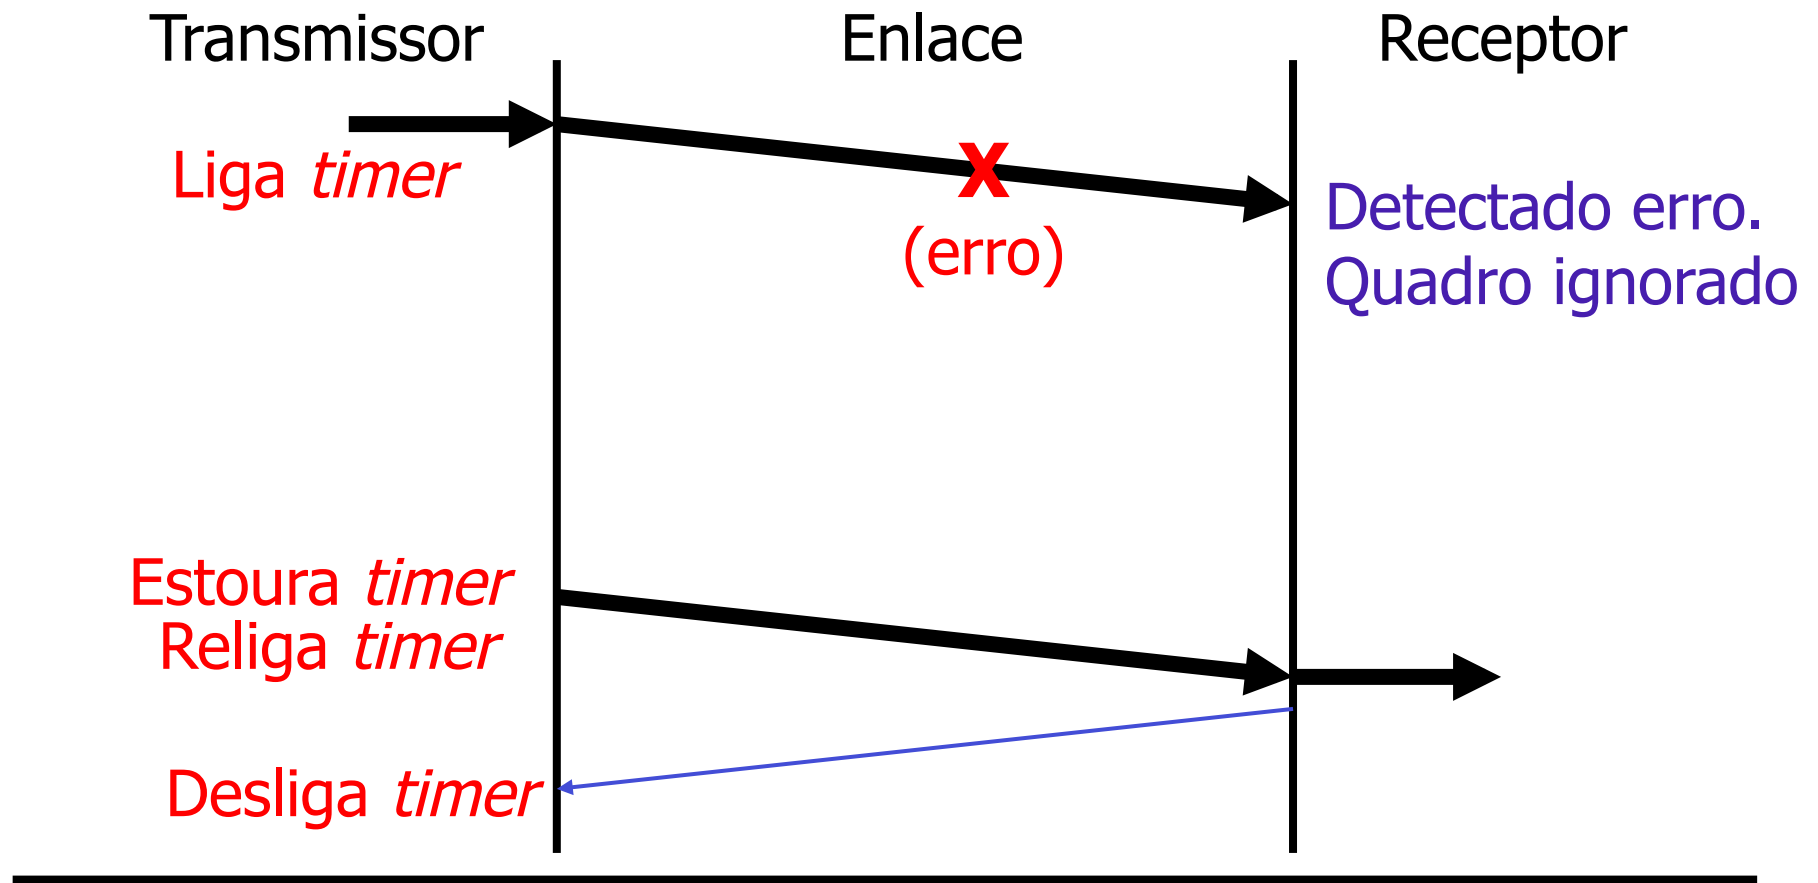 Transmissor Enlace Receptor
Liga timer
X
(erro)
Detectado erro.
Quadro ignorado
Estoura timer
Religa timer
Desliga timer